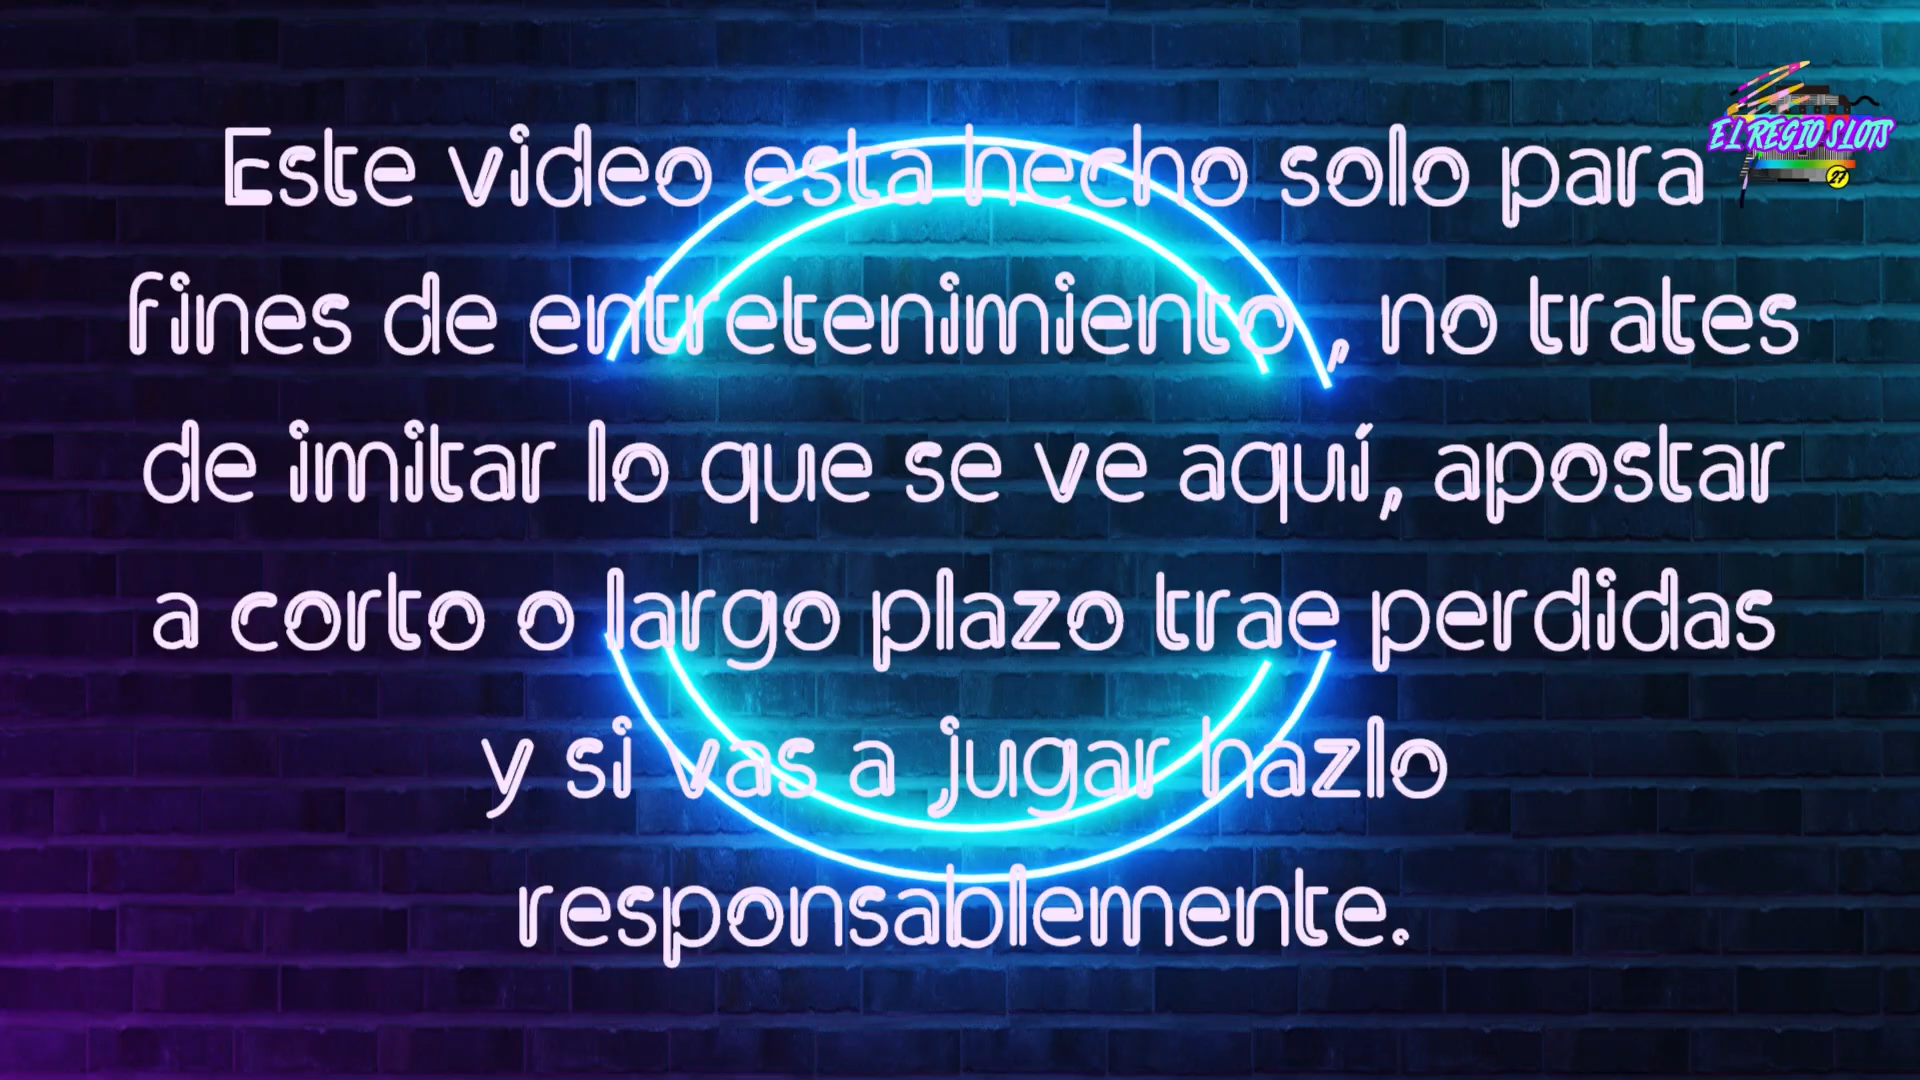 EL REGIO SLOTS
27
Este video esta hecho solo para
fines de entretenimiento , no trates
de imitar lo que se ve aquí, apostar
a corto o largo plazo trae perdidas
y si vas a jugar hazlo
responsablemente.